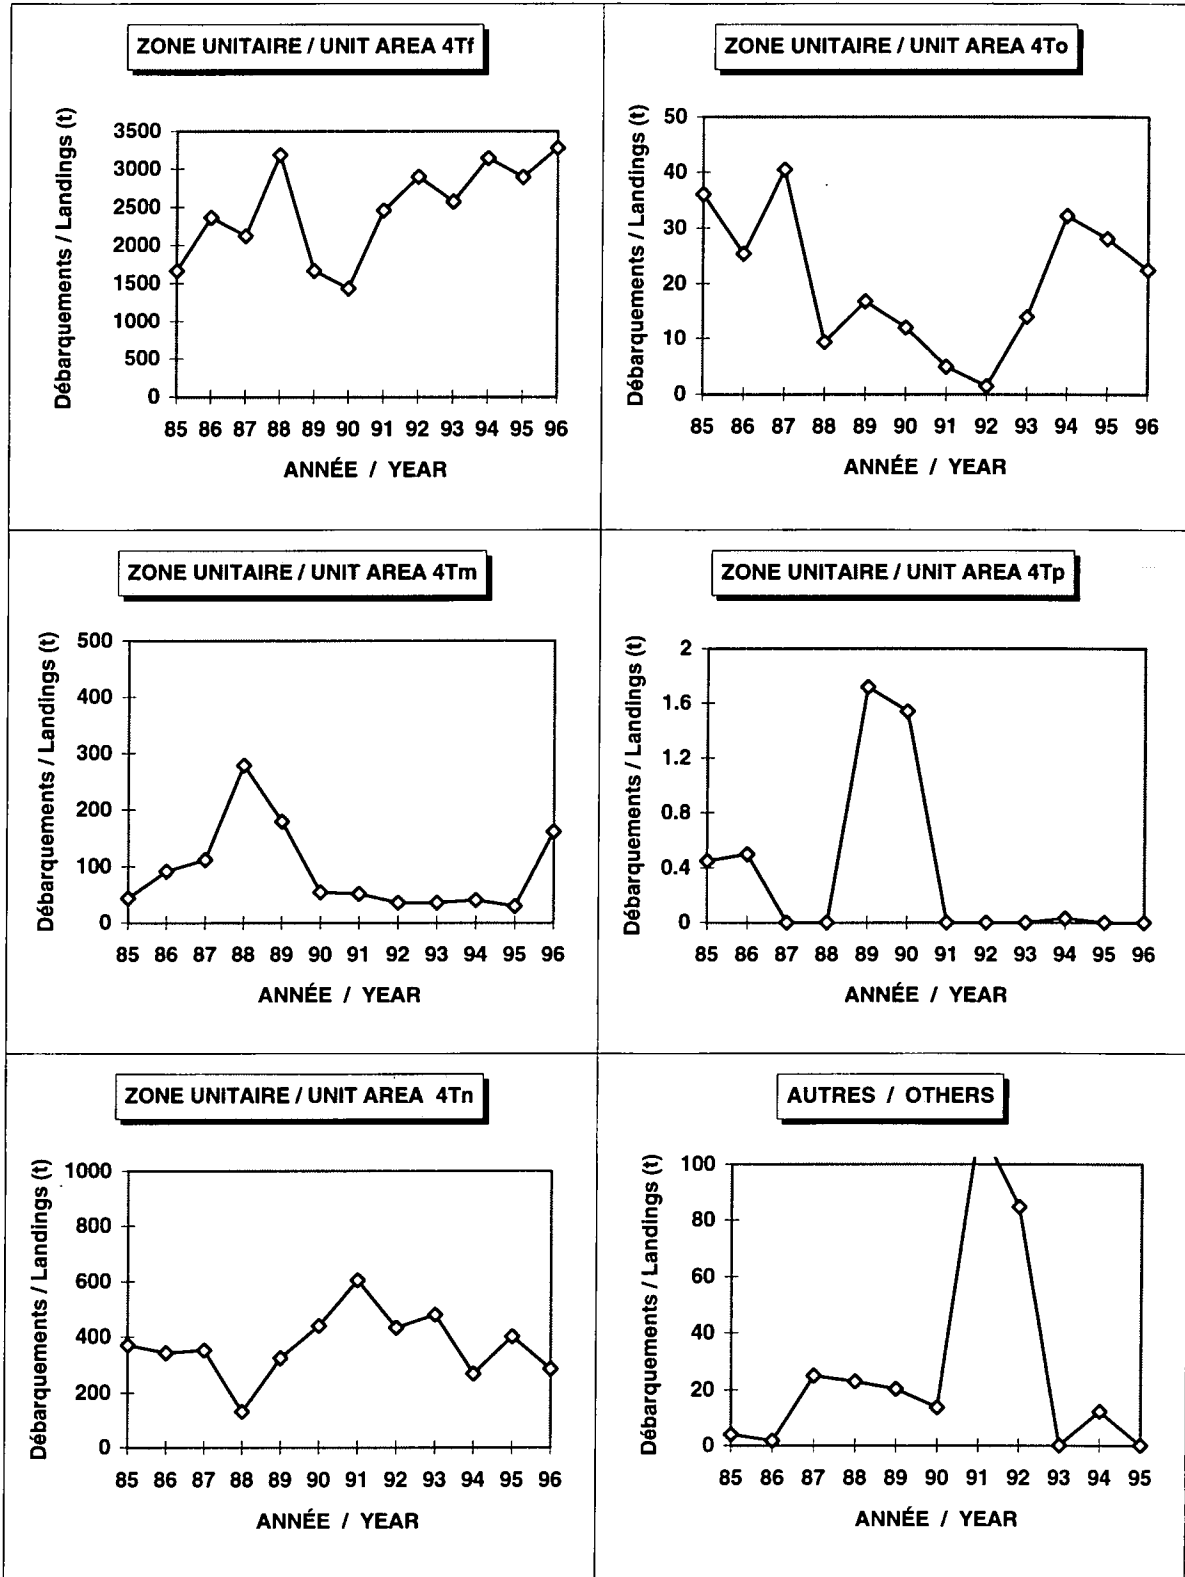 ZONE UNITAIRE / UNIT AREA 4Tf
Débarquements / Landings (t)
3500
3000
2500
2000
1500
1000
500
0
85 86 87 88 89 90 91 92 93 94 95 96
ANNÉE / YEAR
ZONE UNITAIRE / UNIT AREA 4To
Débarquements / Landings (t)
50
40
30
20
10
0
85 86 87 88 89 90 91 92 93 94 95 96
ANNÉE / YEAR
ZONE UNITAIRE / UNIT AREA 4Tm
Débarquements / Landings (t)
500
400
300
200
100
0
85 86 87 88 89 90 91 92 93 94 95 96
ANNÉE / YEAR
ZONE UNITAIRE / UNIT AREA 4Tp
Débarquements / Landings (t)
2
1.6
1.2
0.8
0.4
0
85 86 87 88 89 90 91 92 93 94 95 96
ANNÉE / YEAR
ZONE UNITAIRE / UNIT AREA 4Tn
Débarquements / Landings (t)
1000
800
600
400
200
0
85 86 87 88 89 90 91 92 93 94 95 96
ANNÉE / YEAR
AUTRES / OTHERS
Débarquements / Landings (t)
100
80
60
40
20
0
85 86 87 88 89 90 91 92 93 94 95
ANNÉE / YEAR